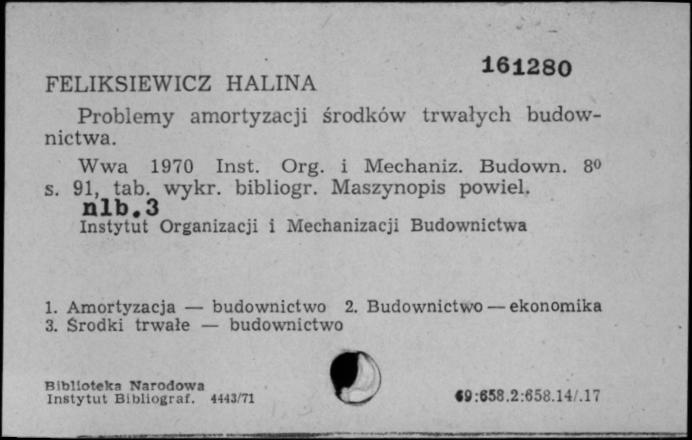 161280
FELIKSIEWICZ HALINA
Problemy amortyzacji środków trwałych budow-
nictwa.
Wwa 1970 Inst. Org. i Mechaniz. Budown. 8⁰
s. 91, tab. wykr. bibliogr. Maszynopis powiel.
nlb.3
Instytut Organizacji i Mechanizacji Budownictwa
1. Amortyzacja — budownictwo 2. Budownictwo — ekonomika
3. Środki trwałe — budownictwo
Biblioteka Narodowa
Instytut Bibliograf. 4443/71
69:658.2:658.14/.17